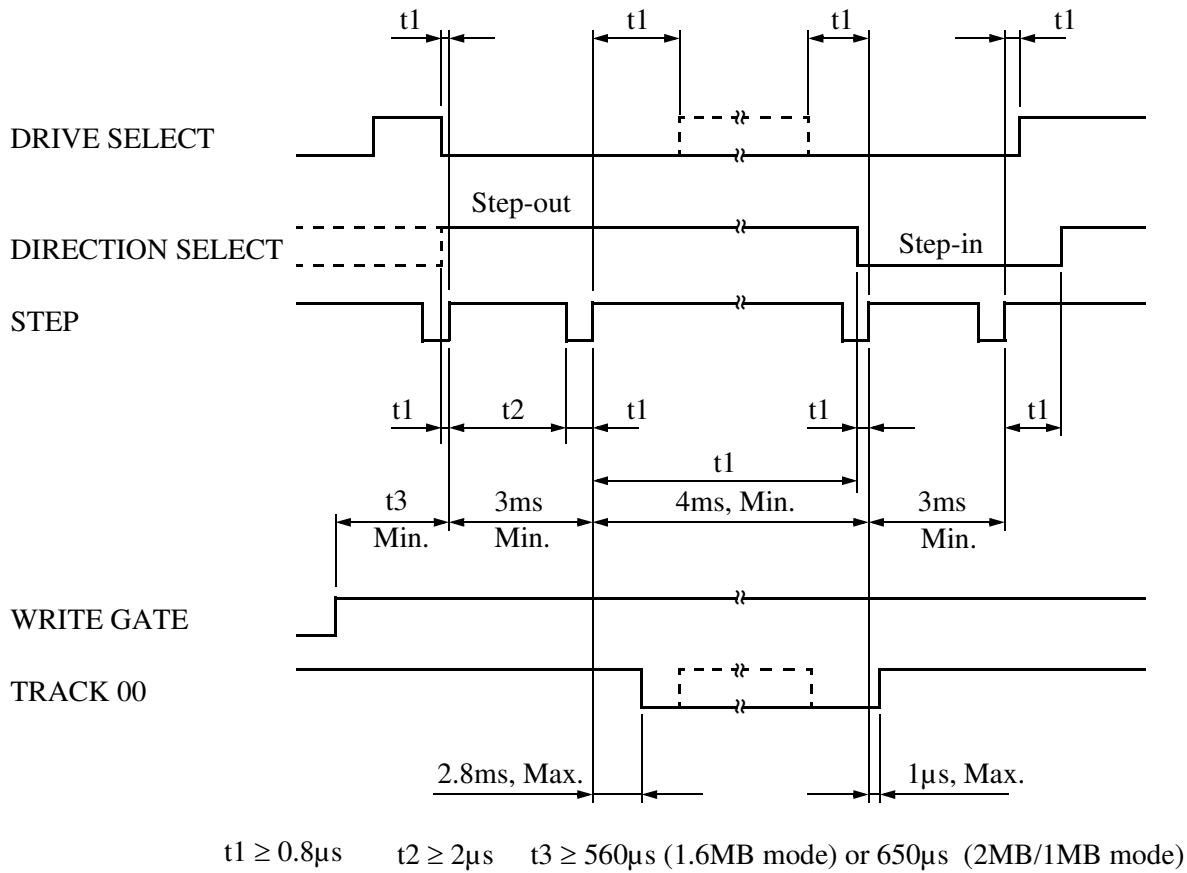 t1 t1 t1 t1
DRIVE SELECT
Step-out
DIRECTION SELECT
Step-in
STEP
t1 t2 t1 t1 t1
t1
t3 3ms 4ms, Min. 3ms
Min. Min. Min.
WRITE GATE
TRACK 00
2.8ms, Max. 1µs, Max.
t1 ≥ 0.8µs t2 ≥ 2µs t3 ≥ 560µs (1.6MB mode) or 650µs (2MB/1MB mode)